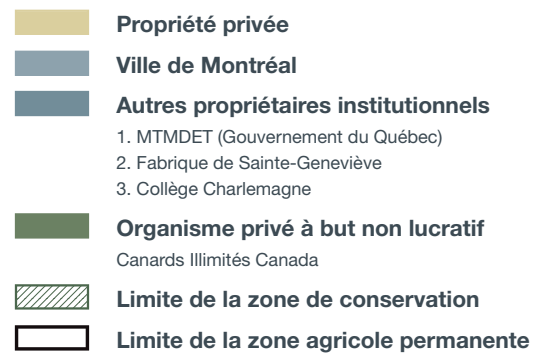 Propriété privée
Ville de Montréal
Autres propriétaires institutionnels
1. MTMDET (Gouvernement du Québec)
2. Fabrique de Sainte-Geneviève
3. Collège Charlemagne
Organisme privé à but non lucratif
Canards Illimités Canada
Limite de la zone de conservation
Limite de la zone agricole permanente